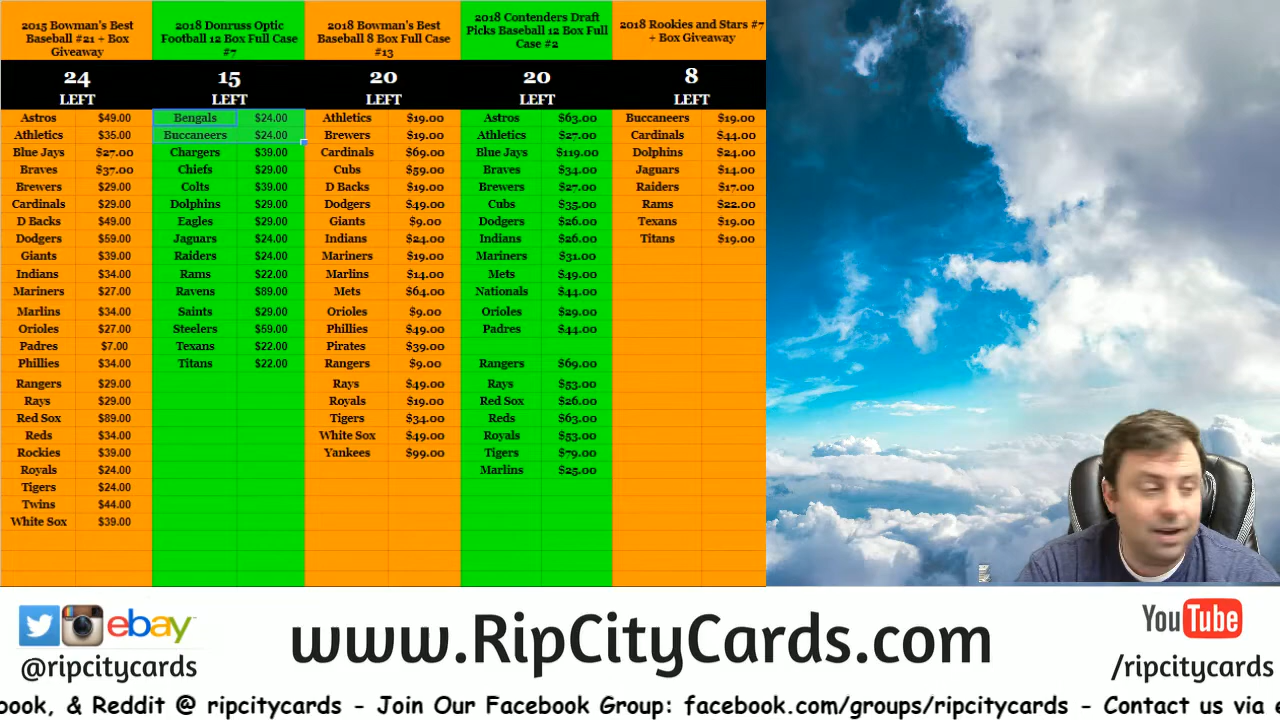 2015 Bowman's Best
Baseball #21 + Box
Giveaway
24
LEFT
Astros $49.00
Athletics $35.00
Blue Jays $27.00
Braves $37.00
Brewers $29.00
Cardinals $29.00
D Backs $49.00
Dodgers $59.00
Giants $39.00
Indians $34.00
Mariners $27.00
Marlins $34.00
Orioles $27.00
Padres $7.00
Phillies $34.00
Rangers $29.00
Rays $29.00
Red Sox $89.00
Reds $34.00
Rockies $39.00
Royals $24.00
Tigers $24.00
Twins $44.00
White Sox $39.00
2018 Donruss Optic
Football 12 Box Full Case
#7
15
LEFT
Bengals $24.00
Buccaneers $24.00
Chargers $39.00
Chiefs $29.00
Colts $39.00
Dolphins $29.00
Eagles $29.00
Jaguars $24.00
Raiders $24.00
Rams $22.00
Ravens $89.00
Saints $29.00
Steelers $59.00
Texans $22.00
Titans $22.00
2018 Bowman's Best
Baseball 8 Box Full Case
#13
20
LEFT
Athletics $19.00
Brewers $19.00
Cardinals $69.00
Cubs $59.00
D Backs $19.00
Dodgers $49.00
Giants $9.00
Indians $24.00
Mariners $19.00
Marlins $14.00
Mets $64.00
Orioles $9.00
Phillies $49.00
Pirates $39.00
Rangers $9.00
Rays $49.00
Royals $19.00
Tigers $34.00
White Sox $49.00
Yankees $99.00
2018 Contenders Draft
Picks Baseball 12 Box Full
Case #2
20
LEFT
Astros $63.00
Athletics $27.00
Blue Jays $119.00
Braves $34.00
Brewers $27.00
Cubs $35.00
Dodgers $26.00
Indians $26.00
Mariners $31.00
Mets $49.00
Nationals $44.00
Orioles $29.00
Padres $44.00
Rangers $69.00
Rays $53.00
Red Sox $26.00
Reds $63.00
Royals $53.00
Tigers $79.00
Marlins $25.00
2018 Rookies and Stars #7
+ Box Giveaway
8
LEFT
Buccaneers $19.00
Cardinals $44.00
Dolphins $24.00
Jaguars $14.00
Raiders $17.00
Rams $22.00
Texans $19.00
Titans $19.00
ebay
@ripcitycards
www.RipCityCards.com
YouTube
/ripcitycards
book, & Reddit @ ripcitycards - Join Our Facebook Group: facebook.com/groups/ripcitycards - Contact us via e